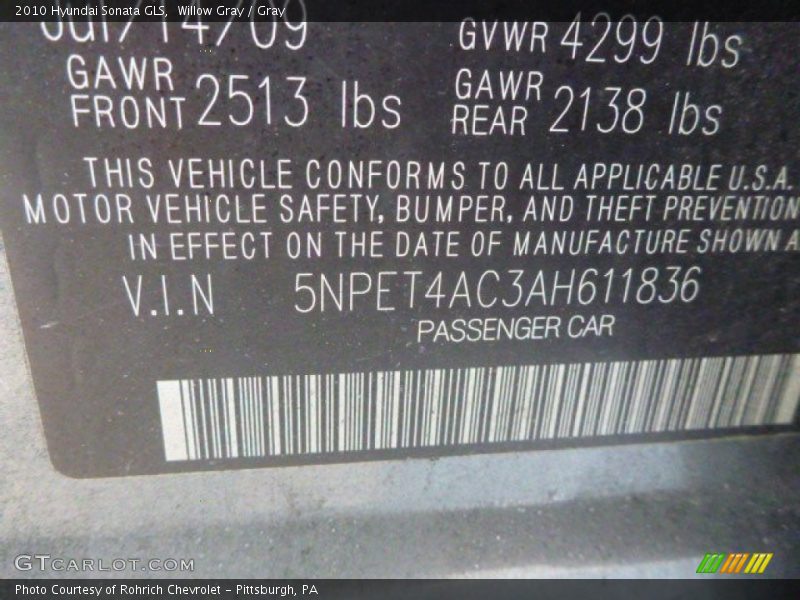 2010 Hyundai Sonata GLS, Willow Gray / Gray
GVWR 4299 lbs
GAWR FRONT 2513 lbs
GAWR REAR 2138 lbs
THIS VEHICLE CONFORMS TO ALL APPLICABLE U.S.A.
MOTOR VEHICLE SAFETY, BUMPER, AND THEFT PREVENTION
IN EFFECT ON THE DATE OF MANUFACTURE SHOWN A
V.I.N 5NPET4AC3AH611836
PASSENGER CAR
GTCARLOT.COM
Photo Courtesy of Rohrich Chevrolet - Pittsburgh, PA